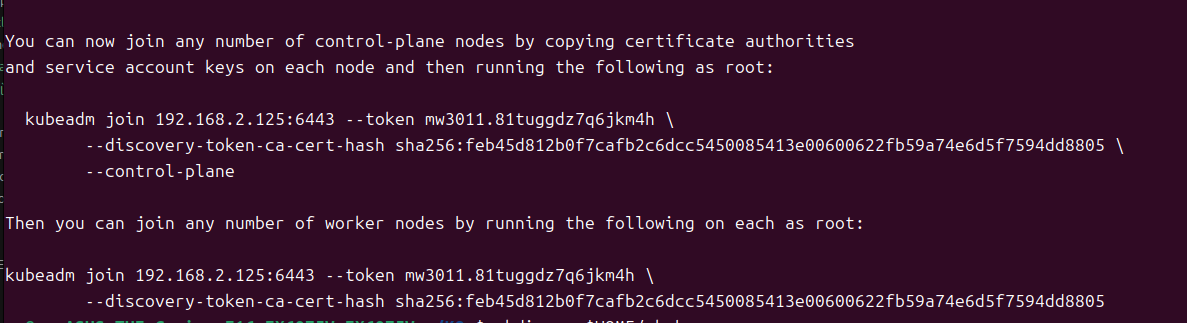 You can now join any number of control-plane nodes by copying certificate authorities
and service account keys on each node and then running the following as root:
kubeadm join 192.168.2.125:6443 --token mw3011.81tuggdz7q6jkm4h \
--discovery-token-ca-cert-hash sha256:feb45d812b0f7cafb2c6dcc5450085413e00600622fb59a74e6d5f7594dd8805 \
--control-plane
Then you can join any number of worker nodes by running the following on each as root:
kubeadm join 192.168.2.125:6443 --token mw3011.81tuggdz7q6jkm4h \
--discovery-token-ca-cert-hash sha256:feb45d812b0f7cafb2c6dcc5450085413e00600622fb59a74e6d5f7594dd8805